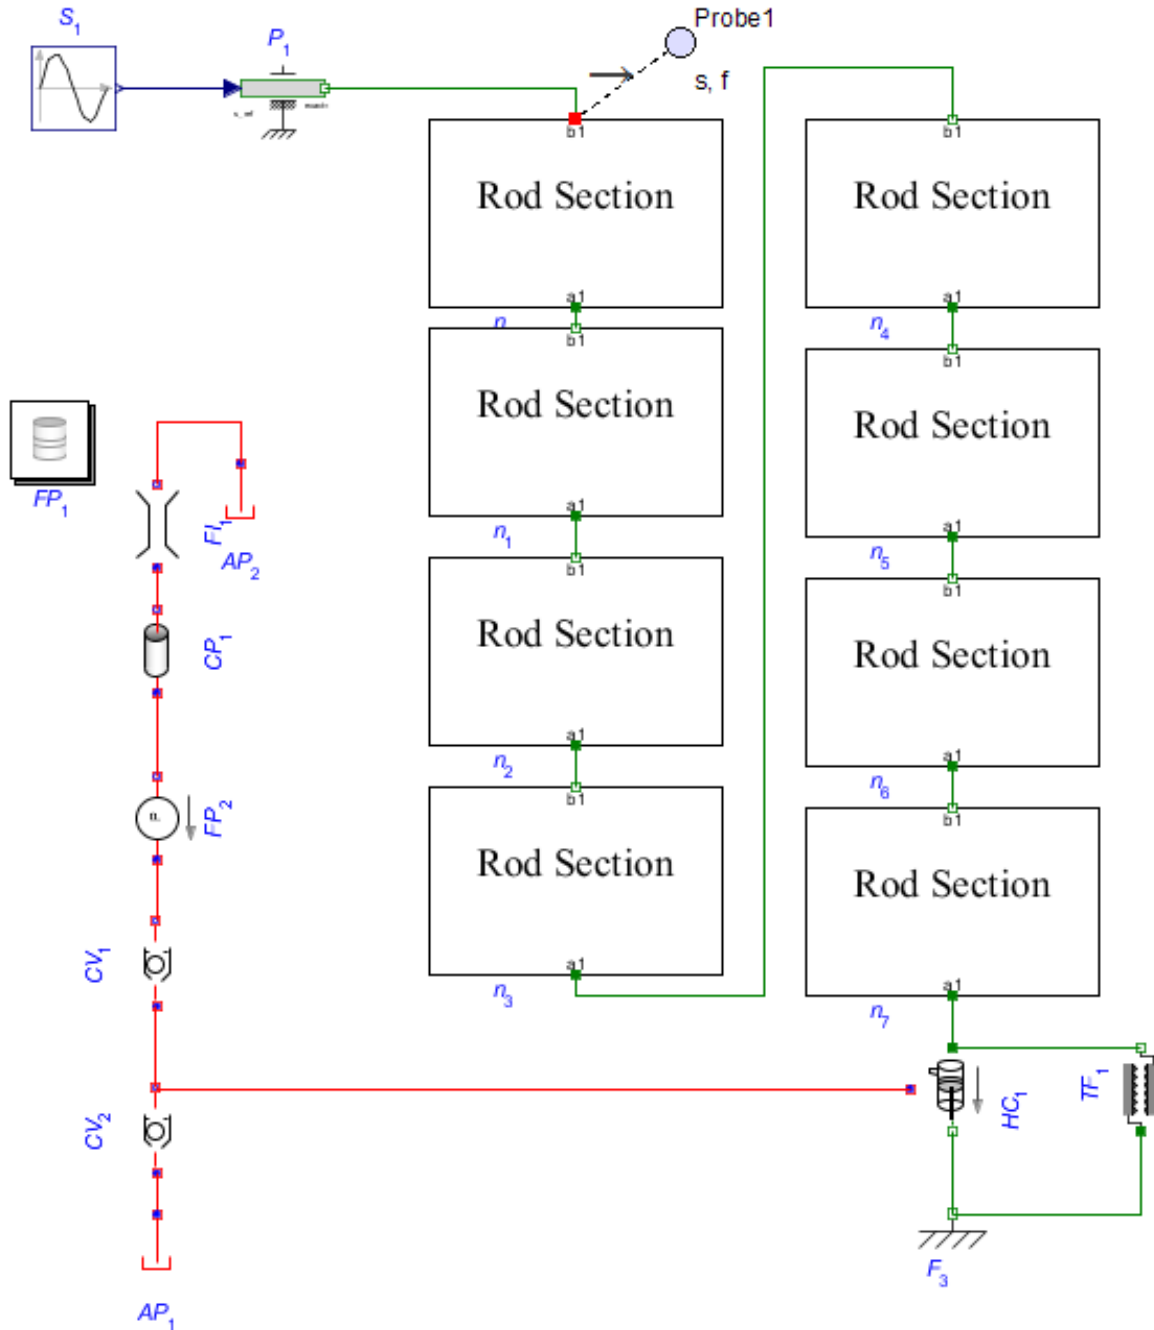 S1
P1
Probe1
s, f
b1
Rod Section
a1
n
b1
Rod Section
a1
n1
b1
Rod Section
a1
n2
b1
Rod Section
a1
n3
b1
Rod Section
a1
n4
b1
Rod Section
a1
n5
b1
Rod Section
a1
n6
b1
Rod Section
a1
n7
FP1
FI1
AP2
CP1
FP2
CV1
CV2
AP1
HC1
TF1
F3